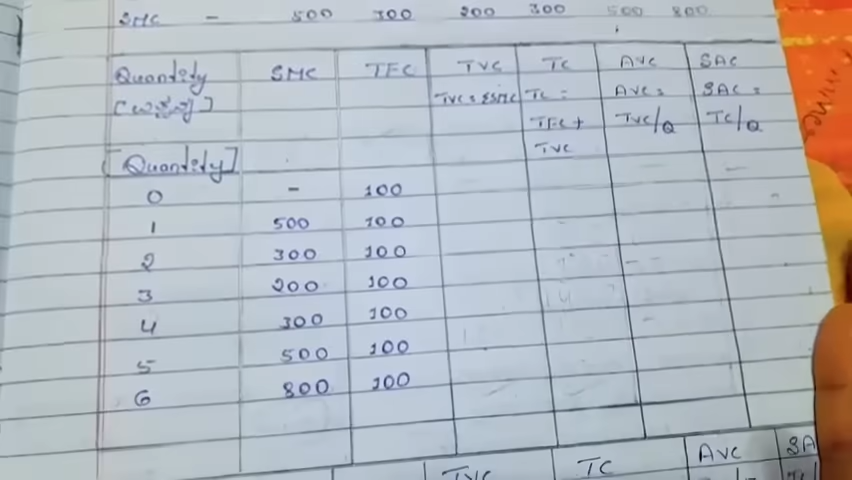 SMC - 500 300 200 300 500 800
Quantity SMC TFC TVC TC AVC SAC
TVC = ΣSMC TC = AVC = SAC =
TFC + TVC/Q TC/Q
TVC
[Quantity]
0 - 100
1 500 100
2 300 100
3 200 100
4 300 100
5 500 100
6 800 100
TVC TC AVC SA